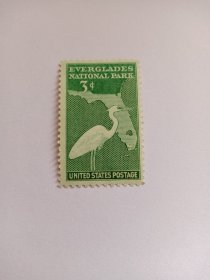 EVERGLADES
NATIONAL PARK
3¢
UNITED STATES POSTAGE